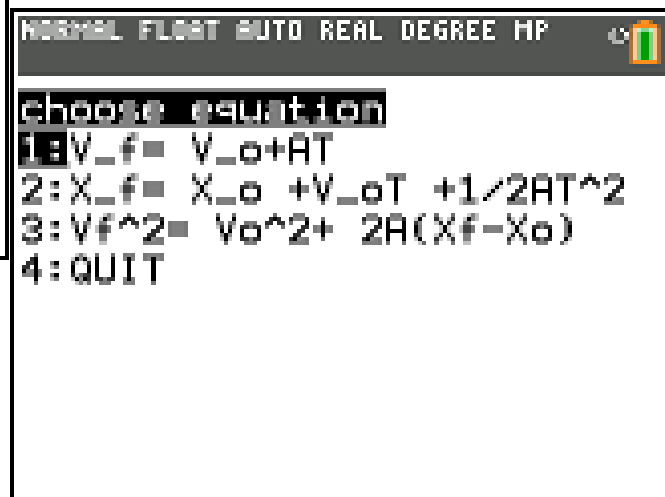 NORMAL FLOAT AUTO REAL DEGREE MP
choose equation
1:V_f= V_o+AT
2:X_f= X_o +V_oT +1/2AT^2
3:Vf^2= Vo^2+ 2A(Xf-Xo)
4:QUIT